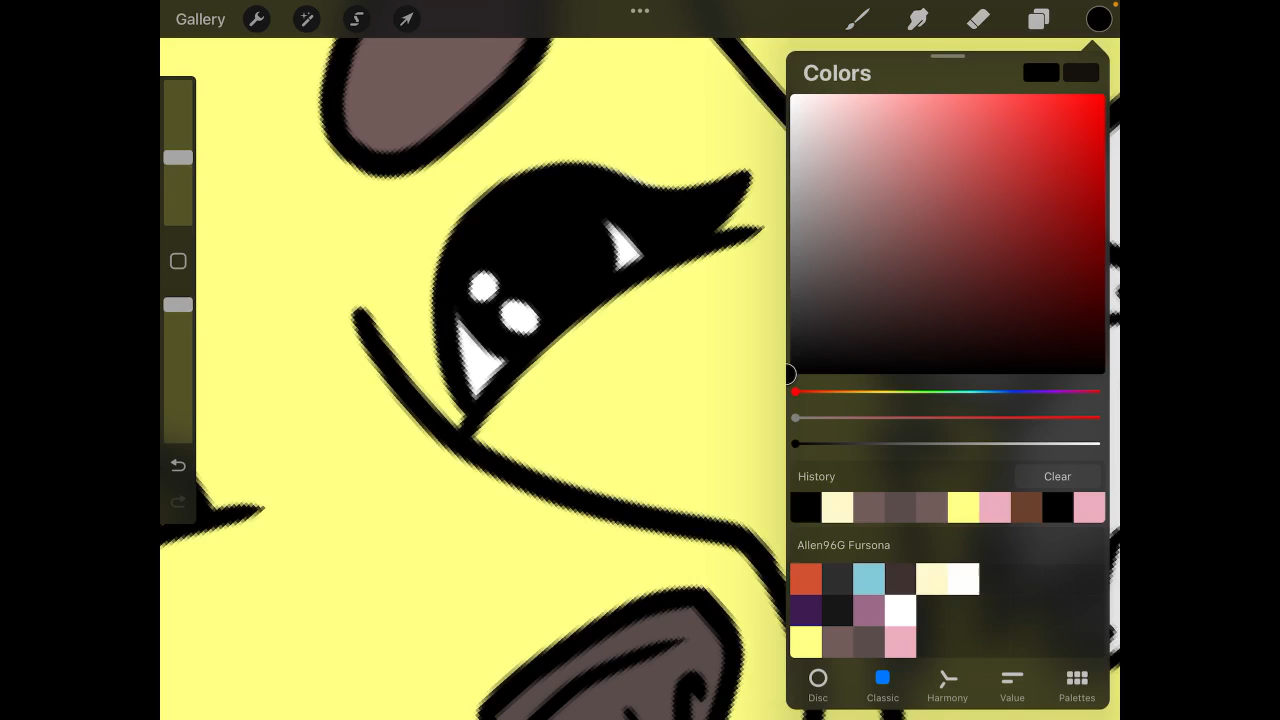 Gallery
Colors
History
Clear
Allen96G Fursona
Disc
Classic
Harmony
Value
Palettes